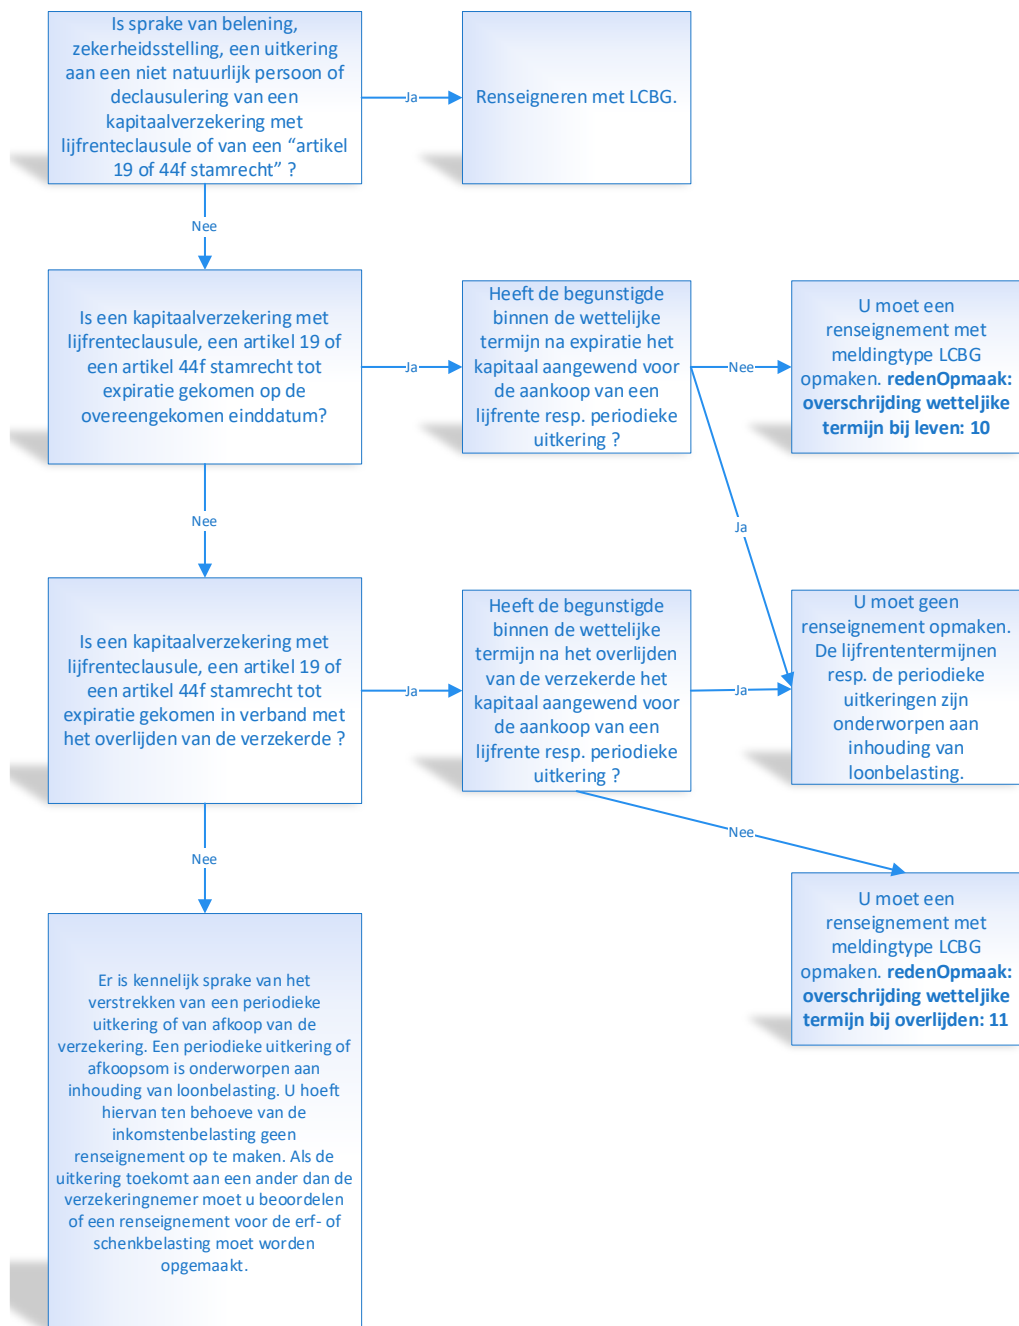 Is sprake van belening,
zekerheidsstelling, een uitkering
aan een niet natuurlijk persoon of
declausulering van een
kapitaalverzekering met
lijfrenteclausule of van een “artikel
19 of 44f stamrecht” ?
Ja
Renseigneren met LCBG.
Nee
Is een kapitaalverzekering met
lijfrenteclausule, een artikel 19 of
een artikel 44f stamrecht tot
expiratie gekomen op de
overeengekomen einddatum?
Ja
Heeft de begunstigde
binnen de wettelijke
termijn na expiratie het
kapitaal aangewend voor
de aankoop van een
lijfrente resp. periodieke
uitkering ?
Nee
U moet een
renseignement met
meldingtype LCBG
opmaken. redenOpmaak:
overschrijding wetteljike
termijn bij leven: 10
Nee
Ja
Is een kapitaalverzekering met
lijfrenteclausule, een artikel 19 of
een artikel 44f stamrecht tot
expiratie gekomen in verband met
het overlijden van de verzekerde ?
Ja
Heeft de begunstigde
binnen de wettelijke
termijn na het overlijden
van de verzekerde het
kapitaal aangewend voor
de aankoop van een
lijfrente resp. periodieke
uitkering ?
Ja
U moet geen
renseignement opmaken.
De lijfrententermijnen
resp. de periodieke
uitkeringen zijn
onderworpen aan
inhouding van
loonbelasting.
Nee
Nee
U moet een
renseignement met
meldingtype LCBG
opmaken. redenOpmaak:
overschrijding wetteljike
termijn bij overlijden: 11
Er is kennelijk sprake van het
verstrekken van een periodieke
uitkering of van afkoop van de
verzekering. Een periodieke uitkering of
afkoopsom is onderworpen aan
inhouding van loonbelasting. U hoeft
hiervan ten behoeve van de
inkomstenbelasting geen
renseignement op te maken. Als de
uitkering toekomt aan een ander dan de
verzekeringnemer moet u beoordelen
of een renseignement voor de erf- of
schenkbelasting moet worden
opgemaakt.